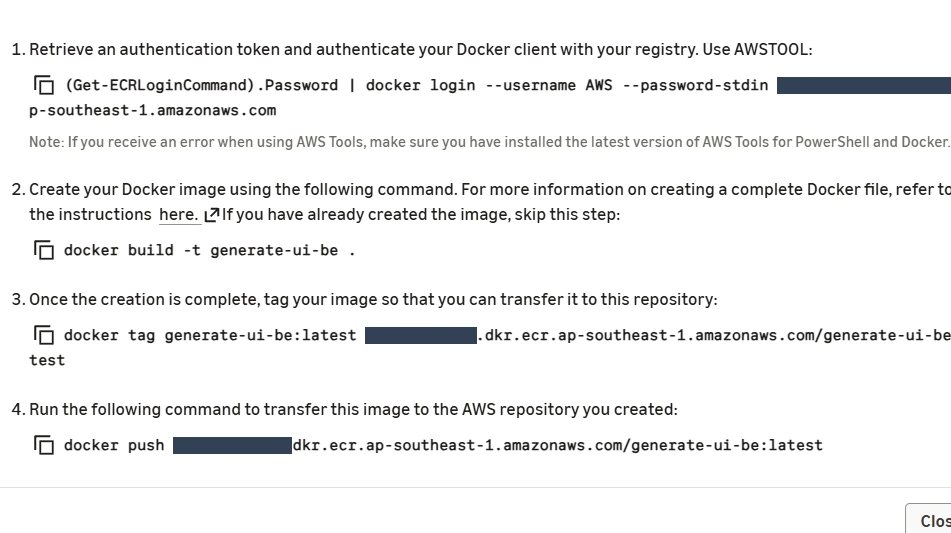 1. Retrieve an authentication token and authenticate your Docker client with your registry. Use AWSTOOL:
(Get-ECRLoginCommand).Password | docker login --username AWS --password-stdin
p-southeast-1.amazonaws.com
Note: If you receive an error when using AWS Tools, make sure you have installed the latest version of AWS Tools for PowerShell and Docker.
2. Create your Docker image using the following command. For more information on creating a complete Docker file, refer to
the instructions here. If you have already created the image, skip this step:
docker build -t generate-ui-be .
3. Once the creation is complete, tag your image so that you can transfer it to this repository:
docker tag generate-ui-be:latest .dkr.ecr.ap-southeast-1.amazonaws.com/generate-ui-be
test
4. Run the following command to transfer this image to the AWS repository you created:
docker push dkr.ecr.ap-southeast-1.amazonaws.com/generate-ui-be:latest
Clos